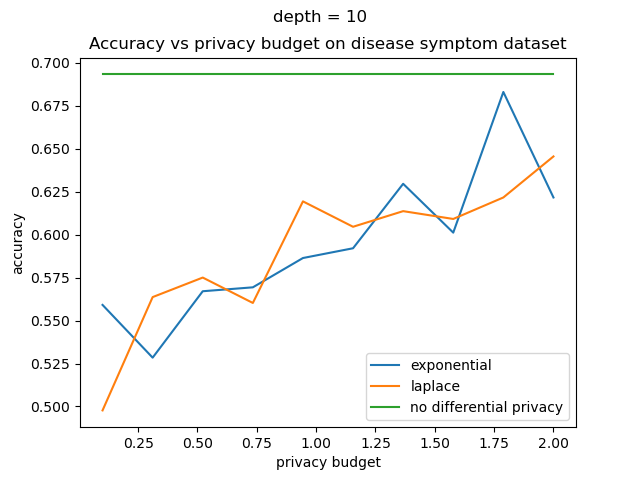 depth = 10
Accuracy vs privacy budget on disease symptom dataset
0.700
0.675
0.650
0.625
0.600
0.575
0.550
0.525
0.500
accuracy
exponential
laplace
no differential privacy
0.25 0.50 0.75 1.00 1.25 1.50 1.75 2.00
privacy budget